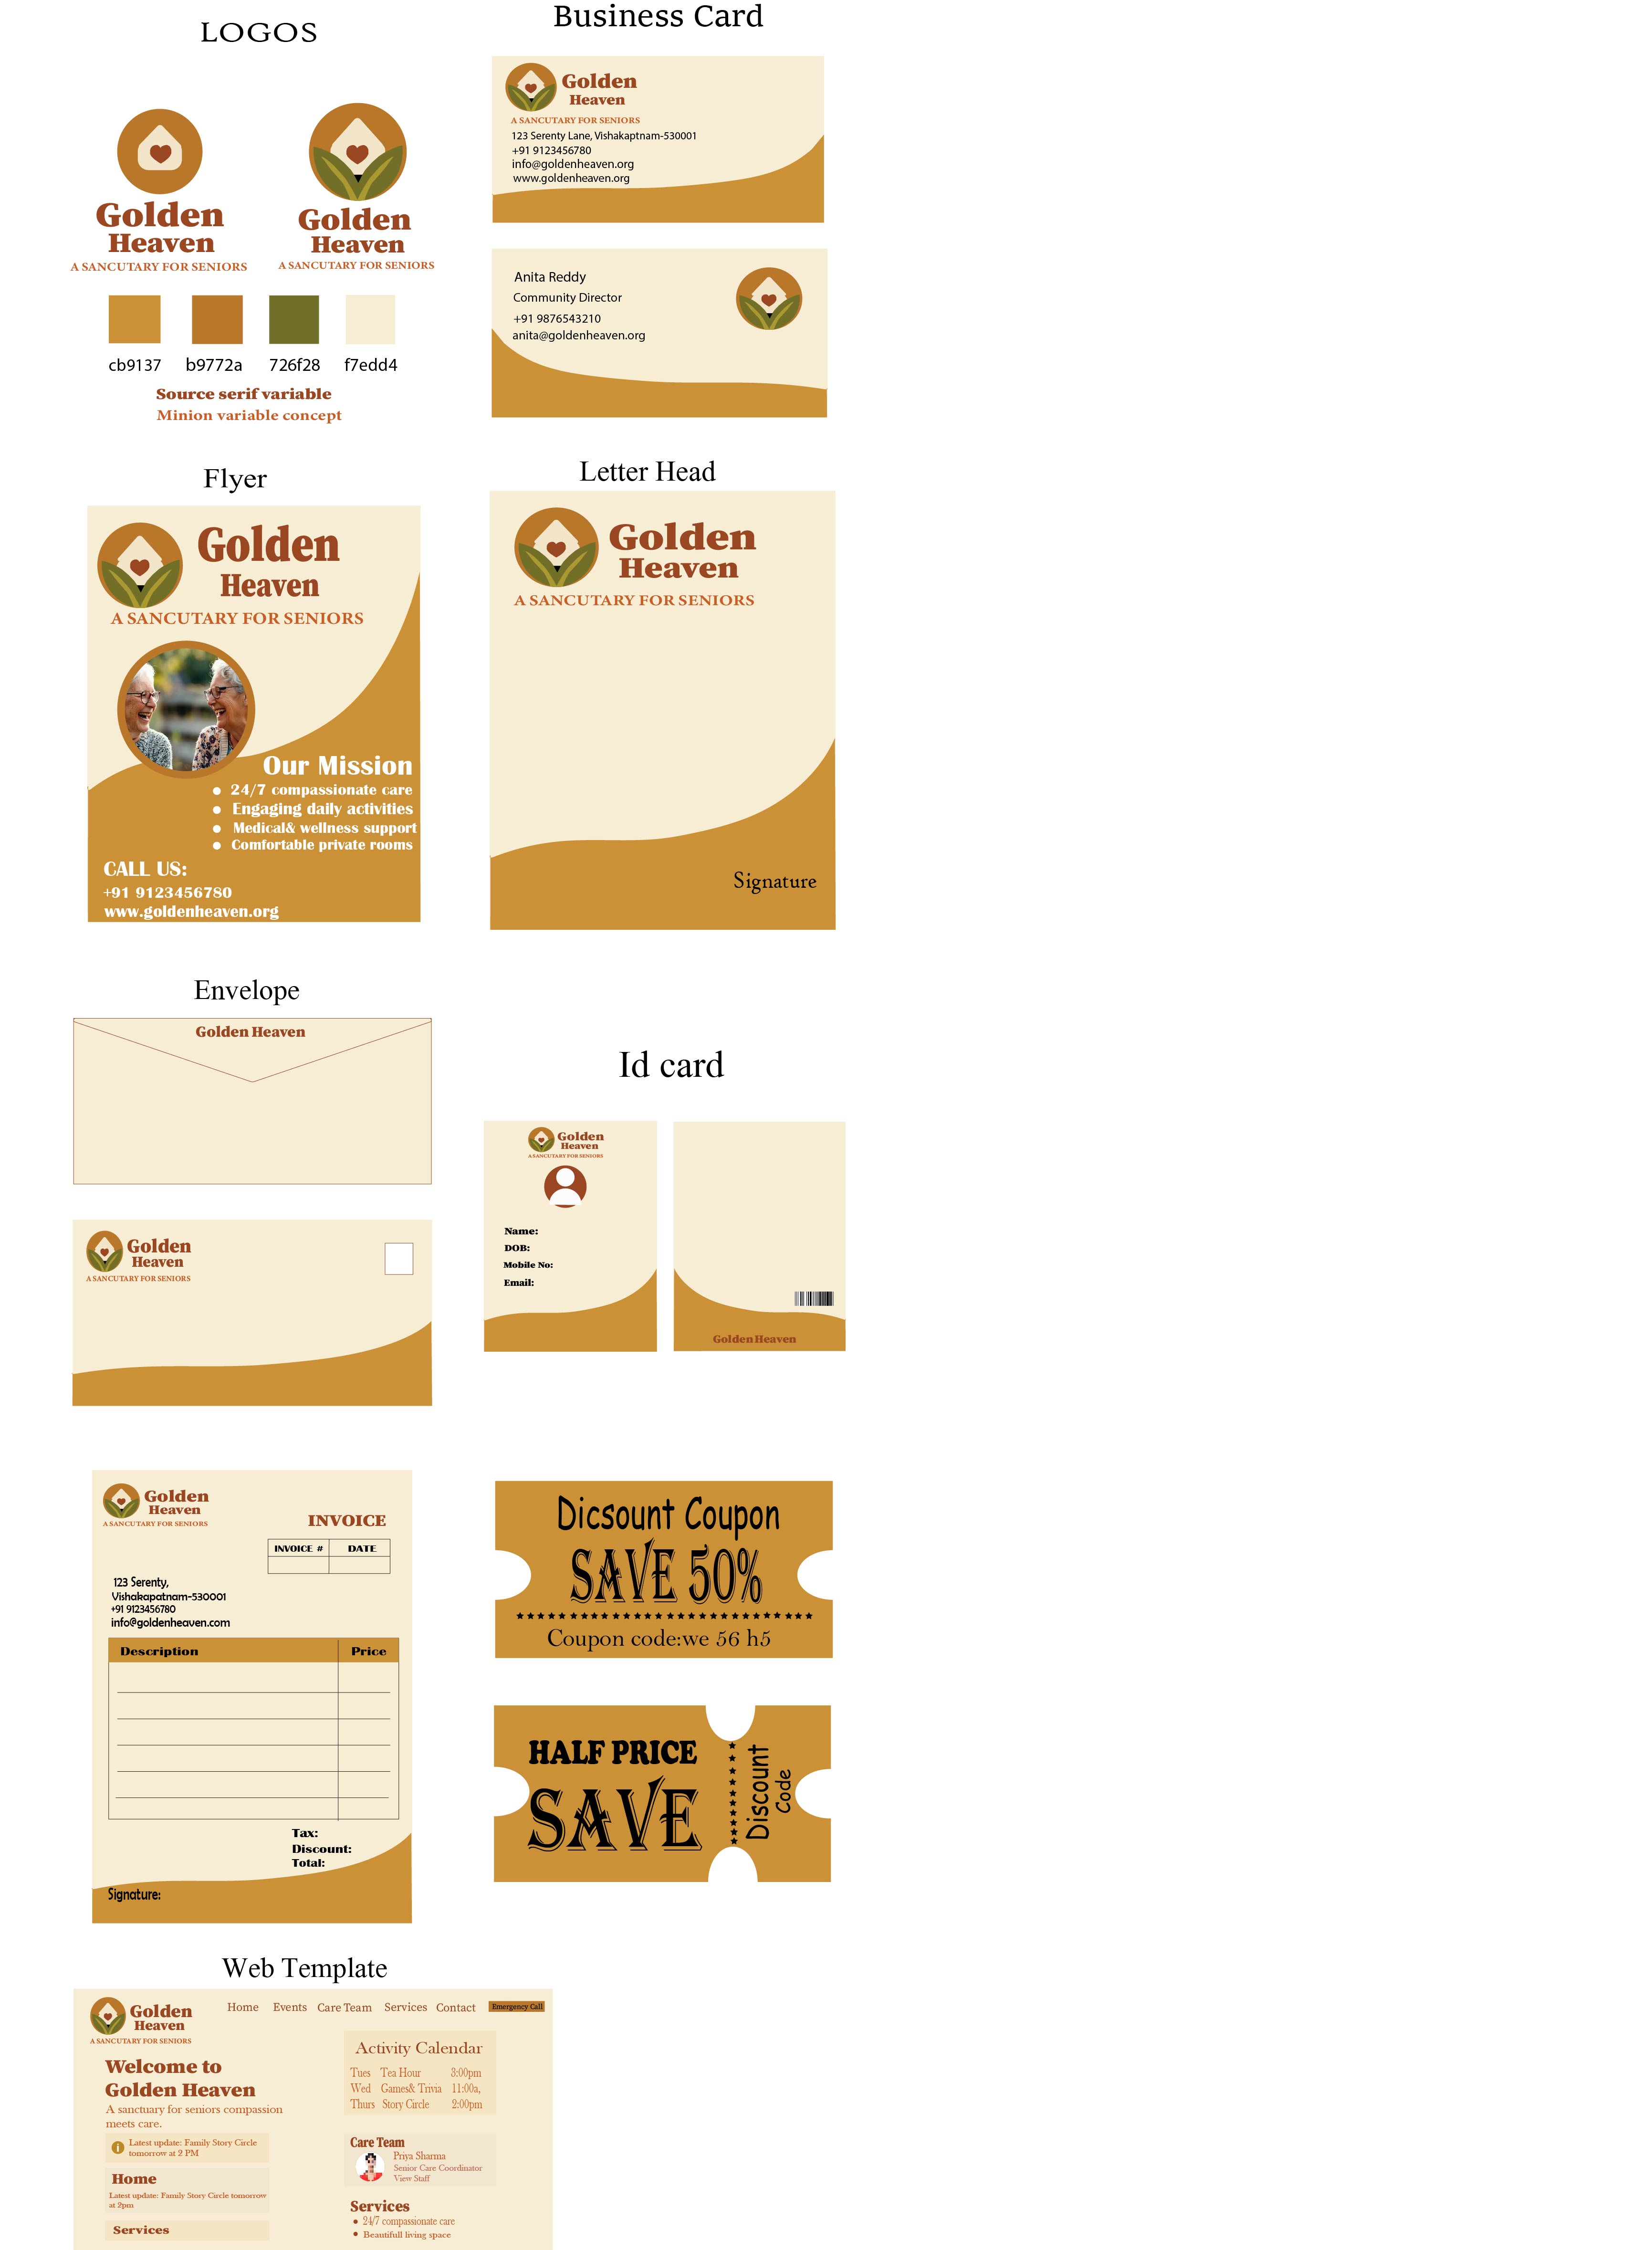 LOGOS
Golden
Heaven
A SANCUTARY FOR SENIORS
Golden
Heaven
A SANCUTARY FOR SENIORS
cb9137 b9772a 726f28 f7edd4
Source serif variable
Minion variable concept
Business Card
Golden
Heaven
A SANCUTARY FOR SENIORS
123 Serenty Lane, Vishakaptnam-530001
+91 9123456780
info@goldenheaven.org
www.goldenheaven.org
Anita Reddy
Community Director
+91 9876543210
anita@goldenheaven.org
Flyer
Golden
Heaven
A SANCUTARY FOR SENIORS
Our Mission
● 24/7 compassionate care
● Engaging daily activities
● Medical& wellness support
● Comfortable private rooms
CALL US:
+91 9123456780
www.goldenheaven.org
Letter Head
Golden
Heaven
A SANCUTARY FOR SENIORS
Signature
Envelope
Golden Heaven
Golden
Heaven
A SANCUTARY FOR SENIORS
Id card
Golden
Heaven
A SANCUTARY FOR SENIORS
Name:
DOB:
Mobile No:
Email:
Golden Heaven
Golden
Heaven
A SANCUTARY FOR SENIORS
INVOICE
INVOICE # DATE
123 Serenty,
Vishakapatnam-530001
+91 9123456780
info@goldenheaven.com
Description Price
Tax:
Discount:
Total:
Signature:
Dicsount Coupon
SAVE 50%
Coupon code:we 56 h5
HALF PRICE
SAVE
Discount
Code
Web Template
Golden
Heaven
A SANCUTARY FOR SENIORS
Home Events Care Team Services Contact Emergency Call
Welcome to
Golden Heaven
A sanctuary for seniors compassion
meets care.
i Latest update: Family Story Circle
tomorrow at 2 PM
Home
Latest update: Family Story Circle tomorrow
at 2pm
Services
Activity Calendar
Tues Tea Hour 3:00pm
Wed Games& Trivia 11:00a,
Thurs Story Circle 2:00pm
Care Team
Priya Sharma
Senior Care Coordinator
View Staff
Services
● 24/7 compassionate care
● Beautifull living space